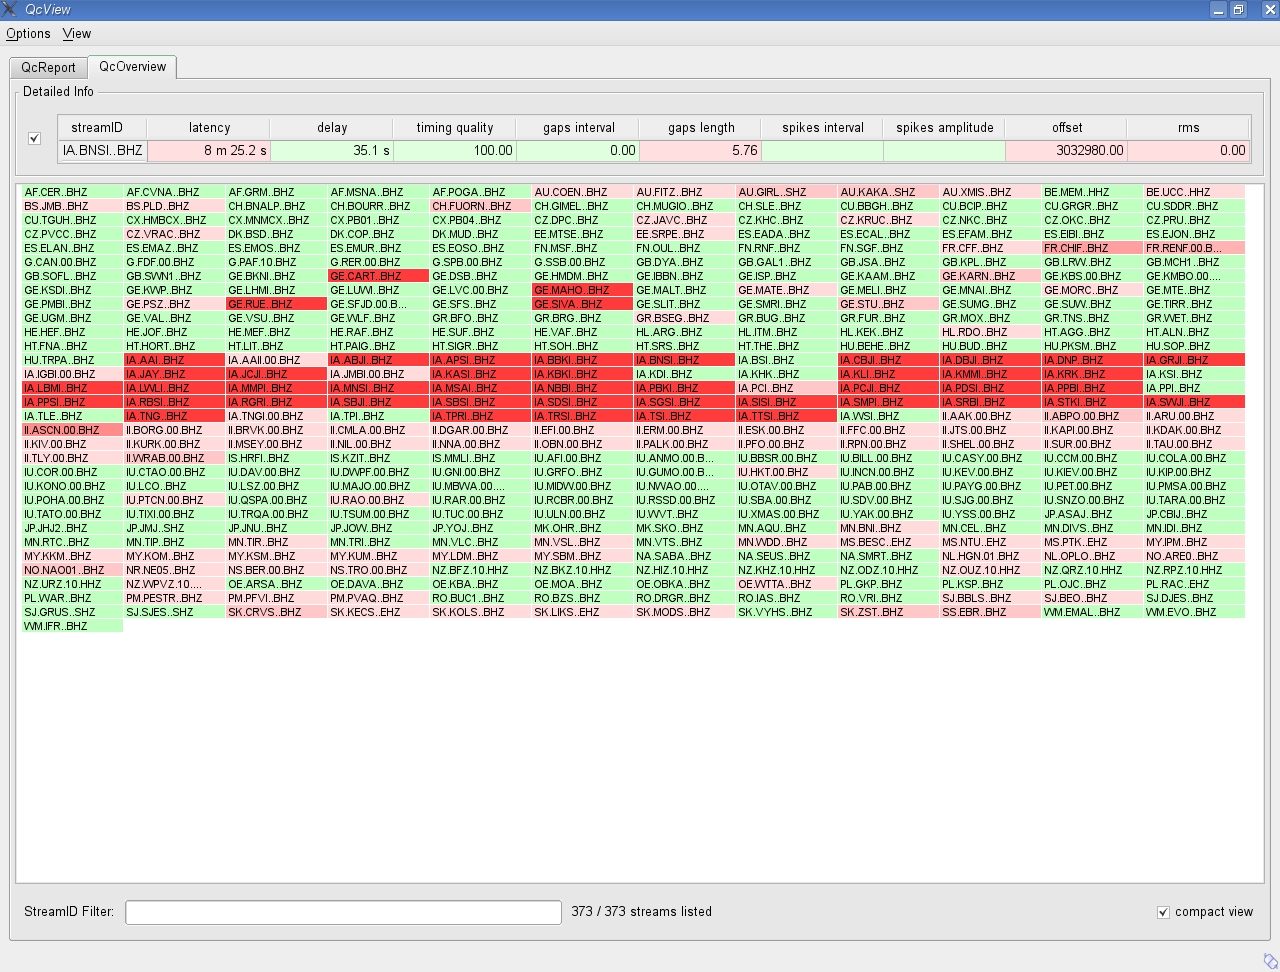 QcView
Options View
QcReport QcOverview
Detailed Info
streamID latency delay timing quality gaps interval gaps length spikes interval spikes amplitude offset rms
IA.BNSI..BHZ 8 m 25.2 s 35.1 s 100.00 0.00 5.76 3032980.00 0.00
AF.CER..BHZ AF.CVNA..BHZ AF.GRM..BHZ AF.MSNA..BHZ AF.POGA..BHZ AU.COEN..BHZ AU.FITZ..BHZ AU.GIRL..SHZ AU.KAKA..SHZ AU.XMIS..BHZ BE.MEM..HHZ BE.UCC..HHZ
BS.JMB..BHZ BS.PLD..BHZ CH.BNALP..BHZ CH.BOURR..BHZ CH.FUORN..BHZ CH.GIMEL..BHZ CH.MUGIO..BHZ CH.SLE..BHZ CU.BBGH..BHZ CU.BCIP..BHZ CU.GRGR..BHZ CU.SDDR..BHZ
CU.TGUH..BHZ CX.HMBCX..BHZ CX.MNMCX..BHZ CX.PB01..BHZ CX.PB04..BHZ CZ.DPC..BHZ CZ.JAVC..BHZ CZ.KHC..BHZ CZ.KRUC..BHZ CZ.NKC..BHZ CZ.OKC..BHZ CZ.PRU..BHZ
CZ.PVCC..BHZ CZ.VRAC..BHZ DK.BSD..BHZ DK.COP..BHZ DK.MUD..BHZ EE.MTSE..BHZ EE.SRPE..BHZ ES.EADA..BHZ ES.ECAL..BHZ ES.EFAM..BHZ ES.EIBI..BHZ ES.EJON..BHZ
ES.ELAN..BHZ ES.EMAZ..BHZ ES.EMOS..BHZ ES.EMUR..BHZ ES.EOSO..BHZ FN.MSF..BHZ FN.OUL..BHZ FN.RNF..BHZ FN.SGF..BHZ FR.CFF..BHZ FR.CHIF..BHZ FR.RENF.00.B...
G.CAN.00.BHZ G.FDF.00.BHZ G.PAF.10.BHZ G.RER.00.BHZ G.SPB.00.BHZ G.SSB.00.BHZ GB.DYA..BHZ GB.GAL1..BHZ GB.JSA..BHZ GB.KPL..BHZ GB.LRW..BHZ GB.MCH1..BHZ
GB.SOFL..BHZ GB.SWN1..BHZ GE.BKNI..BHZ GE.CART..BHZ GE.DSB..BHZ GE.HMDM..BHZ GE.IBBN..BHZ GE.ISP..BHZ GE.KAAM..BHZ GE.KARN..BHZ GE.KBS.00.BHZ GE.KMBO.00....
GE.KSDI..BHZ GE.KWP..BHZ GE.LHMI..BHZ GE.LUWI..BHZ GE.LVC.00.BHZ GE.MAHO..BHZ GE.MALT..BHZ GE.MATE..BHZ GE.MELI..BHZ GE.MNAI..BHZ GE.MORC..BHZ GE.MTE..BHZ
GE.PMBI..BHZ GE.PSZ..BHZ GE.RUE..BHZ GE.SFJD.00.B... GE.SFS..BHZ GE.SIVA..BHZ GE.SLIT..BHZ GE.SMRI..BHZ GE.STU..BHZ GE.SUMG..BHZ GE.SUW..BHZ GE.TIRR..BHZ
GE.UGM..BHZ GE.VAL..BHZ GE.VSU..BHZ GE.WLF..BHZ GR.BFO..BHZ GR.BRG..BHZ GR.BSEG..BHZ GR.BUG..BHZ GR.FUR..BHZ GR.MOX..BHZ GR.TNS..BHZ GR.WET..BHZ
HE.HEF..BHZ HE.JOF..BHZ HE.MEF..BHZ HE.RAF..BHZ HE.SUF..BHZ HE.VAF..BHZ HL.ARG..BHZ HL.ITM..BHZ HL.KEK..BHZ HL.RDO..BHZ HT.AGG..BHZ HT.ALN..BHZ
HT.FNA..BHZ HT.HORT..BHZ HT.LIT..BHZ HT.PAIG..BHZ HT.SIGR..BHZ HT.SOH..BHZ HT.SRS..BHZ HT.THE..BHZ HU.BEHE..BHZ HU.BUD..BHZ HU.PKSM..BHZ HU.SOP..BHZ
HU.TRPA..BHZ IA.AAI..BHZ IA.AAII.00.BHZ IA.ABJI..BHZ IA.APSI..BHZ IA.BBKI..BHZ IA.BNSI..BHZ IA.BSI..BHZ IA.CBJI..BHZ IA.DBJI..BHZ IA.DNP..BHZ IA.GRJI..BHZ
IA.IGBI.00.BHZ IA.JAY..BHZ IA.JCJI..BHZ IA.JMBI.00.BHZ IA.KASI..BHZ IA.KBKI..BHZ IA.KDI..BHZ IA.KHK..BHZ IA.KLI..BHZ IA.KMMI..BHZ IA.KRK..BHZ IA.KSI..BHZ
IA.LBMI..BHZ IA.LWLI..BHZ IA.MMPI..BHZ IA.MNSI..BHZ IA.MSAI..BHZ IA.NBBI..BHZ IA.PBKI..BHZ IA.PCI..BHZ IA.PCJI..BHZ IA.PDSI..BHZ IA.PPBI..BHZ IA.PPI..BHZ
IA.PPSI..BHZ IA.RBSI..BHZ IA.RGRI..BHZ IA.SBJI..BHZ IA.SBSI..BHZ IA.SDSI..BHZ IA.SGSI..BHZ IA.SISI..BHZ IA.SMPI..BHZ IA.SRBI..BHZ IA.STKI..BHZ IA.SWJI..BHZ
IA.TLE..BHZ IA.TNG..BHZ IA.TNGI.00.BHZ IA.TPI..BHZ IA.TPRI..BHZ IA.TRSI..BHZ IA.TSI..BHZ IA.TTSI..BHZ IA.WSI..BHZ II.AAK.00.BHZ II.ABPO.00.BHZ II.ARU.00.BHZ
II.ASCN.00.BHZ II.BORG.00.BHZ II.BRVK.00.BHZ II.CMLA.00.BHZ II.DGAR.00.BHZ II.EFI.00.BHZ II.ERM.00.BHZ II.ESK.00.BHZ II.FFC.00.BHZ II.JTS.00.BHZ II.KAPI.00.BHZ II.KDAK.00.BHZ
II.KIV.00.BHZ II.KURK.00.BHZ II.MSEY.00.BHZ II.NIL.00.BHZ II.NNA.00.BHZ II.OBN.00.BHZ II.PALK.00.BHZ II.PFO.00.BHZ II.RPN.00.BHZ II.SHEL.00.BHZ II.SUR.00.BHZ II.TAU.00.BHZ
II.TLY.00.BHZ II.WRAB.00.BHZ IS.HRFI..BHZ IS.KZIT..BHZ IS.MMLI..BHZ IU.AFI.00.BHZ IU.ANMO.00.B... IU.BBSR.00.BHZ IU.BILL.00.BHZ IU.CASY.00.BHZ IU.CCM.00.BHZ IU.COLA.00.BHZ
IU.COR.00.BHZ IU.CTAO.00.BHZ IU.DAV.00.BHZ IU.DWPF.00.BHZ IU.GNI.00.BHZ IU.GRFO..BHZ IU.GUMO.00.B... IU.HKT.00.BHZ IU.INCN.00.BHZ IU.KEV.00.BHZ IU.KIEV.00.BHZ IU.KIP.00.BHZ
IU.KONO.00.BHZ IU.LCO..BHZ IU.LSZ.00.BHZ IU.MAJO.00.BHZ IU.MBWA.00.... IU.MIDW.00.BHZ IU.NWAO.00.... IU.OTAV.00.BHZ IU.PAB.00.BHZ IU.PAYG.00.BHZ IU.PET.00.BHZ IU.PMSA.00.BHZ
IU.POHA.00.BHZ IU.PTCN.00.BHZ IU.QSPA.00.BHZ IU.RAO.00.BHZ IU.RAR.00.BHZ IU.RCBR.00.BHZ IU.RSSD.00.BHZ IU.SBA.00.BHZ IU.SDV.00.BHZ IU.SJG.00.BHZ IU.SNZO.00.BHZ IU.TARA.00.BHZ
IU.TATO.00.BHZ IU.TIXI.00.BHZ IU.TRQA.00.BHZ IU.TSUM.00.BHZ IU.TUC.00.BHZ IU.ULN.00.BHZ IU.WVT..BHZ IU.XMAS.00.BHZ IU.YAK.00.BHZ IU.YSS.00.BHZ JP.ASAJ..BHZ JP.CBIJ..BHZ
JP.JHJ2..BHZ JP.JMJ..SHZ JP.JNU..BHZ JP.JOW..BHZ JP.YOJ..BHZ MK.OHR..BHZ MK.SKO..BHZ MN.AQU..BHZ MN.BNI..BHZ MN.CEL..BHZ MN.DIVS..BHZ MN.IDI..BHZ
MN.RTC..BHZ MN.TIP..BHZ MN.TIR..BHZ MN.TRI..BHZ MN.VLC..BHZ MN.VSL..BHZ MN.VTS..BHZ MN.WDD..BHZ MS.BESC..BHZ MS.NTU..EHZ MS.PTK..EHZ MY.IPM..BHZ
MY.KKM..BHZ MY.KOM..BHZ MY.KSM..BHZ MY.KUM..BHZ MY.LDM..BHZ MY.SBM..BHZ NA.SABA..BHZ NA.SEUS..BHZ NA.SMRT..BHZ NL.HGN.01.BHZ NL.OPLO..BHZ NO.ARE0..BHZ
NO.NAO01..BHZ NR.NE05..BHZ NS.BER.00.BHZ NS.TRO.00.BHZ NZ.BFZ.10.HHZ NZ.BKZ.10.HHZ NZ.HIZ.10.HHZ NZ.KHZ.10.HHZ NZ.ODZ.10.HHZ NZ.OUZ.10.HHZ NZ.QRZ.10.HHZ NZ.RPZ.10.HHZ
NZ.URZ.10.HHZ NZ.WPVZ.10.... OE.ARSA..BHZ OE.DAVA..BHZ OE.KBA..BHZ OE.MOA..BHZ OE.OBKA..BHZ OE.WTTA..BHZ PL.GKP..BHZ PL.KSP..BHZ PL.OJC..BHZ PL.RAC..EHZ
PL.WAR..BHZ PM.PESTR..BHZ PM.PFVI..BHZ PM.PVAQ..BHZ RO.BUC1..BHZ RO.BZS..BHZ RO.DRGR..BHZ RO.IAS..BHZ RO.VRI..BHZ SJ.BBLS..BHZ SJ.BEO..BHZ SJ.DJES..BHZ
SJ.GRUS..SHZ SJ.SJES..SHZ SK.CRVS..BHZ SK.KECS..EHZ SK.KOLS..BHZ SK.LIKS..EHZ SK.MODS..BHZ SK.VYHS..BHZ SK.ZST..BHZ SS.EBR..BHZ WM.EMAL..BHZ WM.EVO..BHZ
WM.IFR..BHZ
StreamID Filter: 373 / 373 streams listed compact view